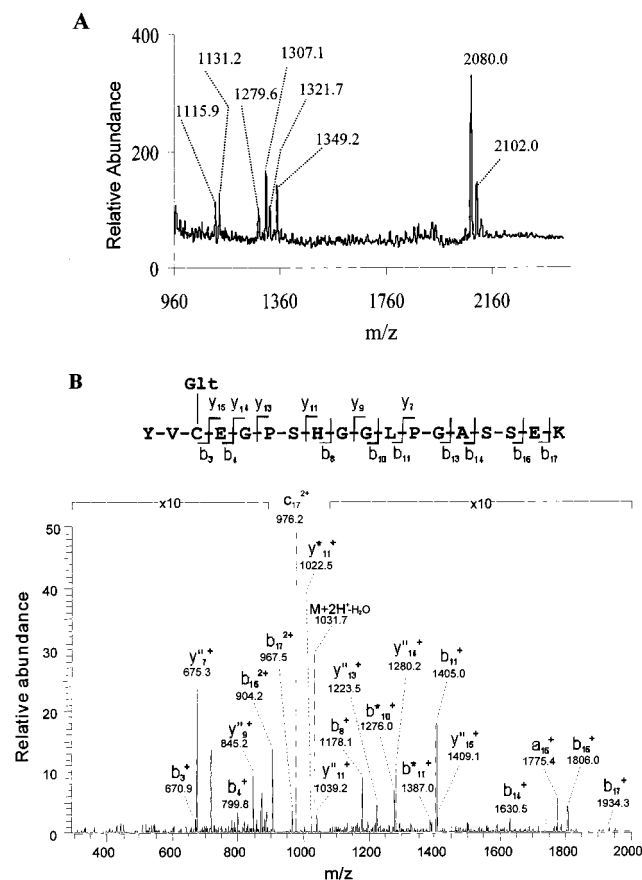 A
400
200
0
Relative Abundance
1115.9
1131.2
1279.6
1307.1
1321.7
1349.2
2080.0
2102.0
960
1360
1760
2160
m/z
B
Glt
y15 y14 y13 y11 y9 y7
Y-V-C-E-G-P-S-H-G-G-L-P-G-A-S-S-E-K
b3 b4 b8 b10 b11 b13 b14 b16 b17
x10
C17 2+
976.2
x10
50
40
30
20
10
0
Relative abundance
y*11 +
1022.5
M+2H+-H2O
1031.7
b17 2+
967.5
y"7 +
675.3
b16 2+
904.2
y"9 +
845.2
b3 +
670.9
b4 +
799.8
y"11 +
1039.2
b8 +
1178.1
y"13 +
1223.5
b*10 +
1276.0
y"14 +
1280.2
b11 +
1405.0
y"15 +
1409.1
b*11 +
1387.0
b14 +
1630.5
a16 +
1775.4
b16 +
1806.0
b17 +
1934.3
400
600
800
1000
1200
1400
1600
1800
2000
m/z